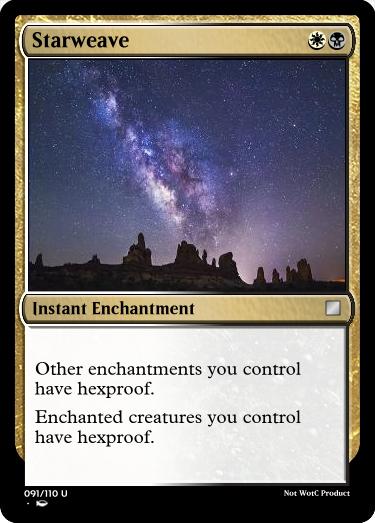 Starweave
Instant Enchantment
Other enchantments you control
have hexproof.
Enchanted creatures you control
have hexproof.
091/110 U
Not WotC Product